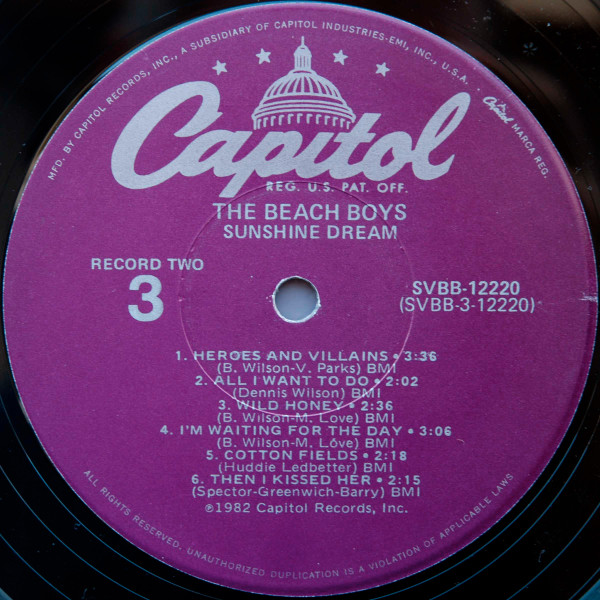 MFD. BY CAPITOL RECORDS, INC., A SUBSIDIARY OF CAPITOL INDUSTRIES-EMI, INC., U.S.A. • Capitol MARCA REG.
Capitol
REG. U.S. PAT. OFF.
THE BEACH BOYS
SUNSHINE DREAM
RECORD TWO
3
SVBB-12220
(SVBB-3-12220)
1. HEROES AND VILLAINS • 3:36
(B. Wilson-V. Parks) BMI
2. ALL I WANT TO DO • 2:02
(Dennis Wilson) BMI
3. WILD HONEY • 2:36
(B. Wilson-M. Love) BMI
4. I'M WAITING FOR THE DAY • 3:06
(B. Wilson-M. Love) BMI
5. COTTON FIELDS • 2:18
(Huddie Ledbetter) BMI
6. THEN I KISSED HER • 2:15
(Spector-Greenwich-Barry) BMI
℗1982 Capitol Records, Inc.
ALL RIGHTS RESERVED. UNAUTHORIZED DUPLICATION IS A VIOLATION OF APPLICABLE LAWS